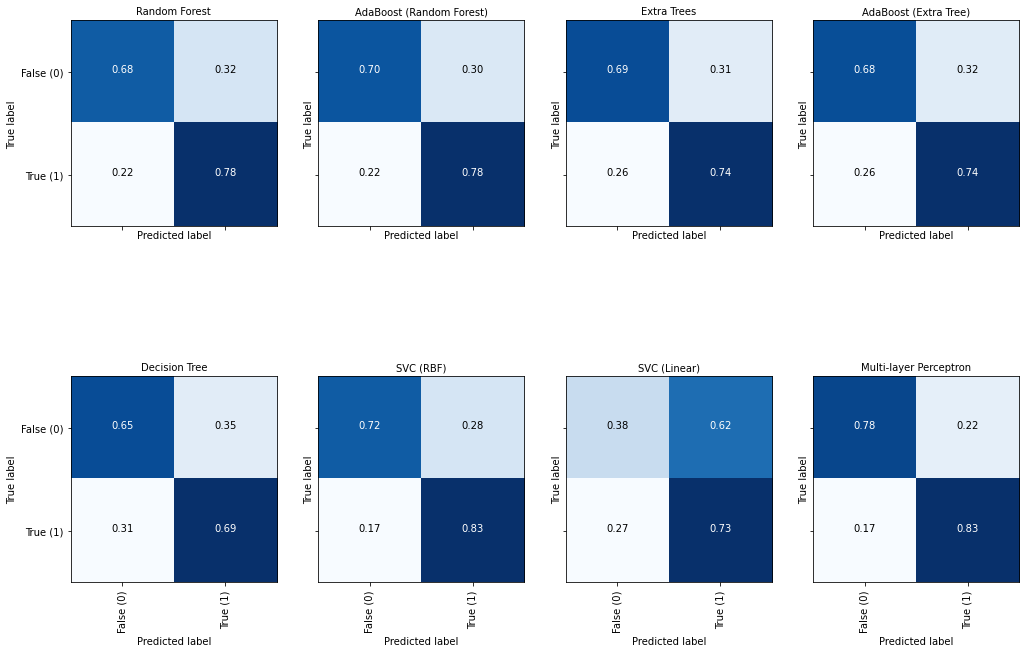 Random Forest
AdaBoost (Random Forest)
Extra Trees
AdaBoost (Extra Tree)
True label
False (0)
True (1)
0.68
0.32
0.22
0.78
Predicted label
True label
0.70
0.30
0.22
0.78
Predicted label
True label
0.69
0.31
0.26
0.74
Predicted label
True label
0.68
0.32
0.26
0.74
Predicted label
Decision Tree
SVC (RBF)
SVC (Linear)
Multi-layer Perceptron
True label
False (0)
True (1)
0.65
0.35
0.31
0.69
False (0)
True (1)
Predicted label
True label
0.72
0.28
0.17
0.83
False (0)
True (1)
Predicted label
True label
0.38
0.62
0.27
0.73
False (0)
True (1)
Predicted label
True label
0.78
0.22
0.17
0.83
False (0)
True (1)
Predicted label